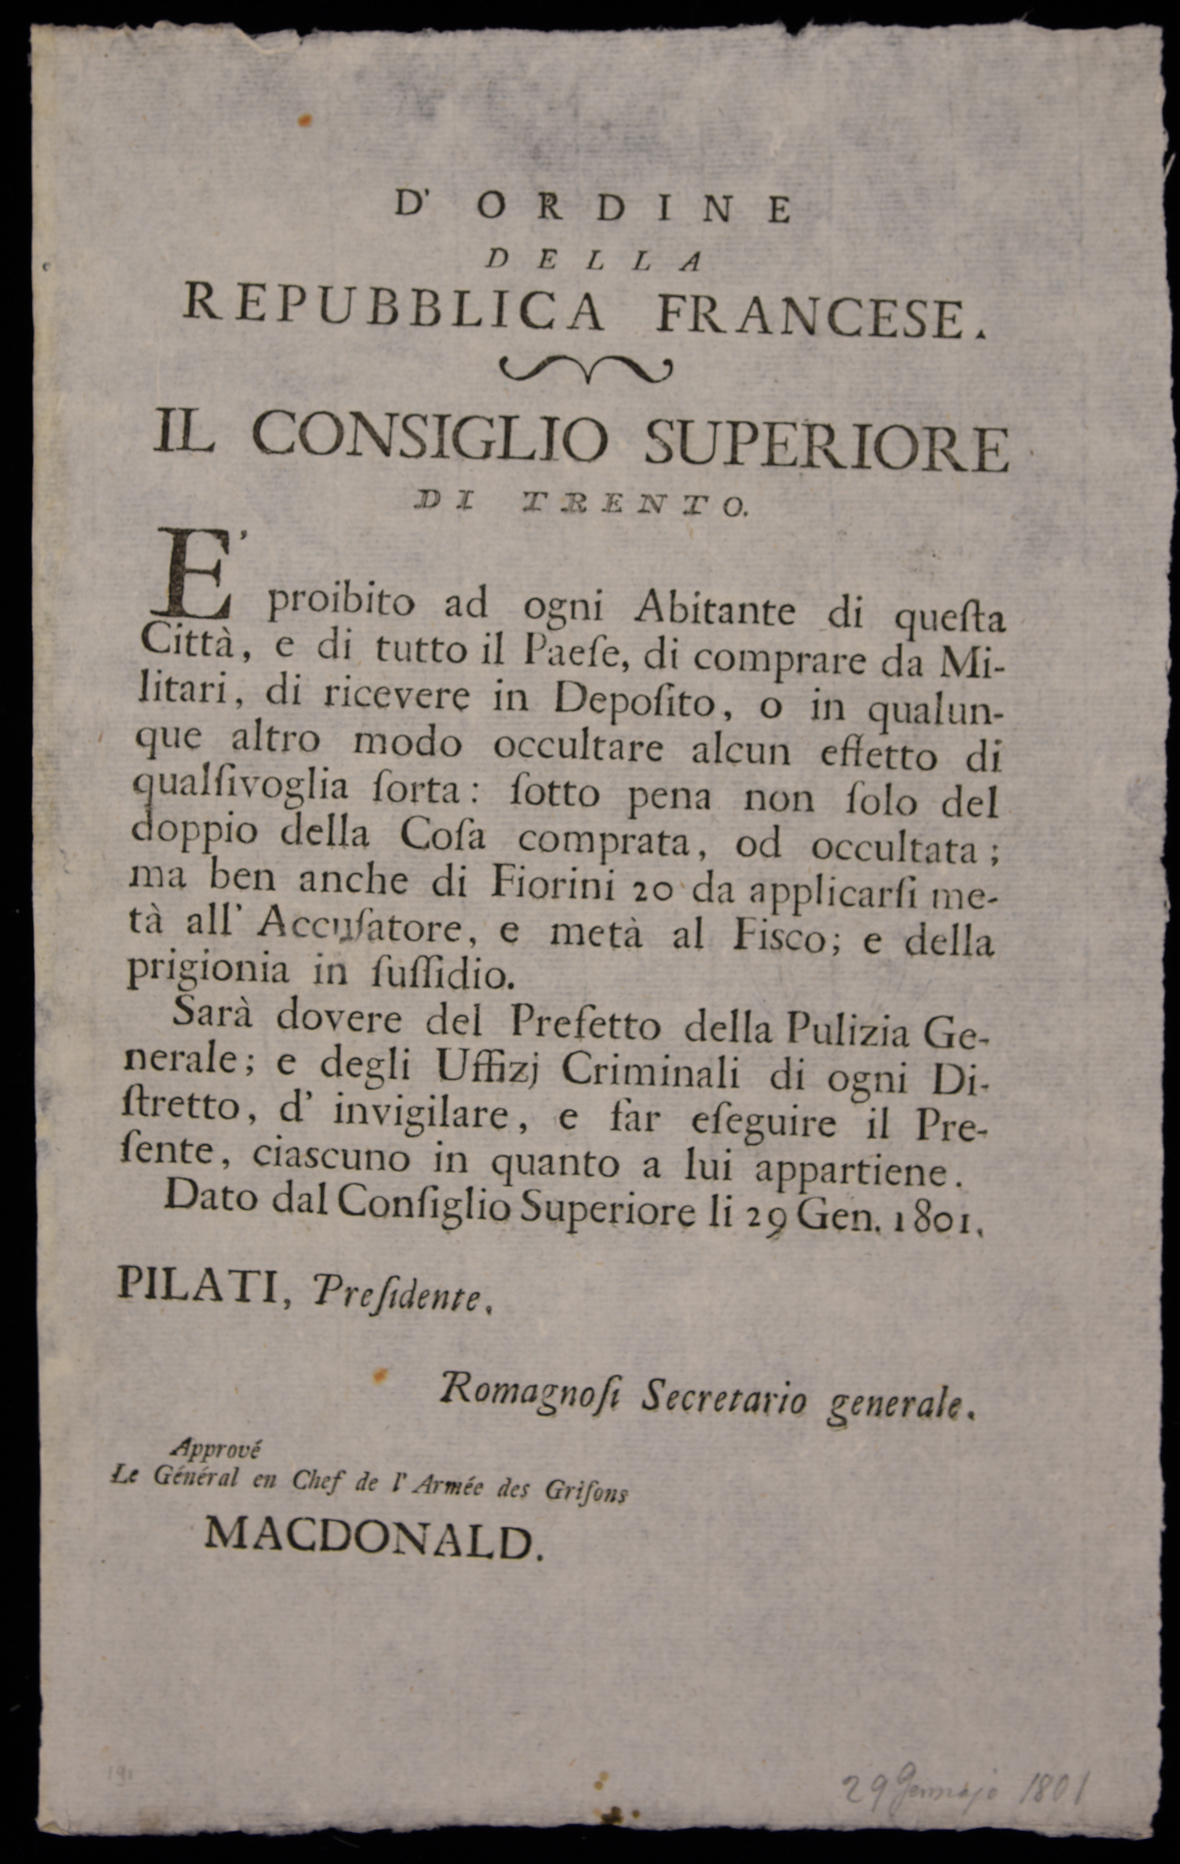 D' ORDINE
DELLA
REPUBBLICA FRANCESE.
IL CONSIGLIO SUPERIORE
DI TRENTO.
E' proibito ad ogni Abitante di queſta
Città, e di tutto il Paeſe, di comprare da Mi-
litari, di ricevere in Depoſito, o in qualun-
que altro modo occultare alcun effetto di
qualſivoglia ſorta: ſotto pena non ſolo del
doppio della Coſa comprata, od occultata;
ma ben anche di Fiorini 20 da applicarſi me-
tà all' Accuſatore, e metà al Fisco; e della
prigionia in ſuſſidio.
Sarà dovere del Prefetto della Pulizia Ge-
nerale; e degli Uffizj Criminali di ogni Di-
ſtretto, d' invigilare, e far eſeguire il Pre-
ſente, ciascuno in quanto a lui appartiene.
Dato dal Conſiglio Superiore li 29 Gen. 1801.
PILATI, Preſidente.
Romagnoſi Secretario generale.
Approvè
Le Général en Chef de l' Armée des Griſons
MACDONALD.
191
29 Gennajo 1801